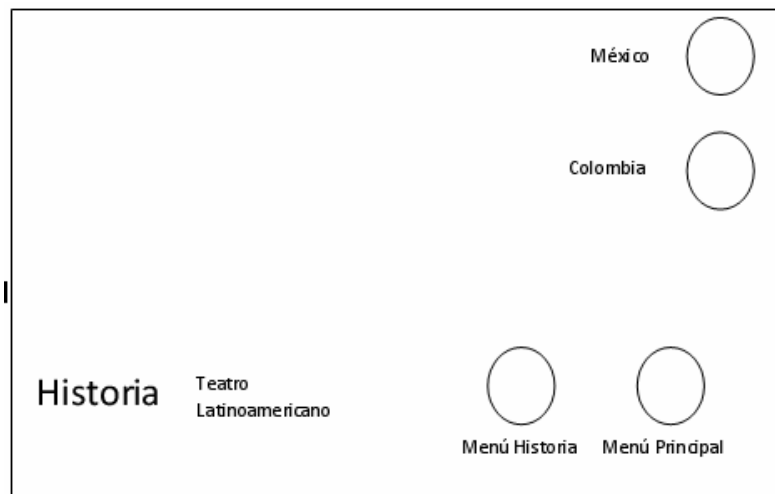 México
Colombia
Historia
Teatro
Latinoamericano
Menú Historia
Menú Principal